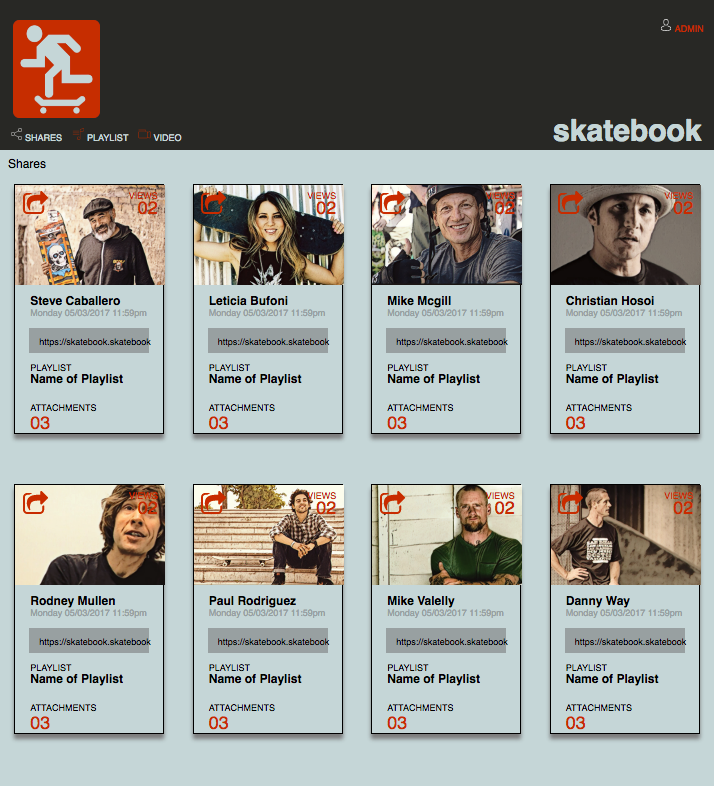 ADMIN
SHARES PLAYLIST VIDEO
skatebook
Shares
VIEWS
02
Steve Caballero
Monday 05/03/2017 11:59pm
https://skatebook.skatebook
PLAYLIST
Name of Playlist
ATTACHMENTS
03
VIEWS
02
Leticia Bufoni
Monday 05/03/2017 11:59pm
https://skatebook.skatebook
PLAYLIST
Name of Playlist
ATTACHMENTS
03
VIEWS
02
Mike Mcgill
Monday 05/03/2017 11:59pm
https://skatebook.skatebook
PLAYLIST
Name of Playlist
ATTACHMENTS
03
VIEWS
02
Christian Hosoi
Monday 05/03/2017 11:59pm
https://skatebook.skatebook
PLAYLIST
Name of Playlist
ATTACHMENTS
03
VIEWS
02
Rodney Mullen
Monday 05/03/2017 11:59pm
https://skatebook.skatebook
PLAYLIST
Name of Playlist
ATTACHMENTS
03
VIEWS
02
Paul Rodriguez
Monday 05/03/2017 11:59pm
https://skatebook.skatebook
PLAYLIST
Name of Playlist
ATTACHMENTS
03
VIEWS
02
Mike Valelly
Monday 05/03/2017 11:59pm
https://skatebook.skatebook
PLAYLIST
Name of Playlist
ATTACHMENTS
03
VIEWS
02
Danny Way
Monday 05/03/2017 11:59pm
https://skatebook.skatebook
PLAYLIST
Name of Playlist
ATTACHMENTS
03